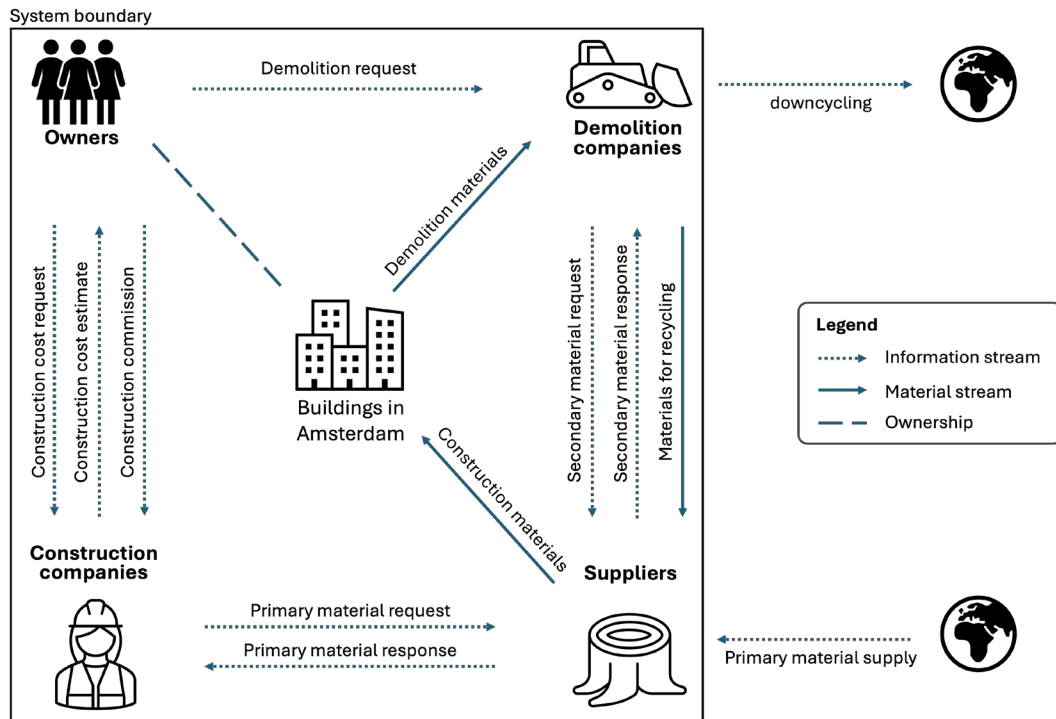 System boundary
Demolition request
Owners
Demolition
companies
downcycling
Demolition materials
Construction cost request
Construction cost estimate
Construction commission
Secondary material request
Secondary material response
Materials for recycling
Legend
Information stream
Material stream
Ownership
Buildings in
Amsterdam
Construction materials
Construction
companies
Suppliers
Primary material request
Primary material response
Primary material supply